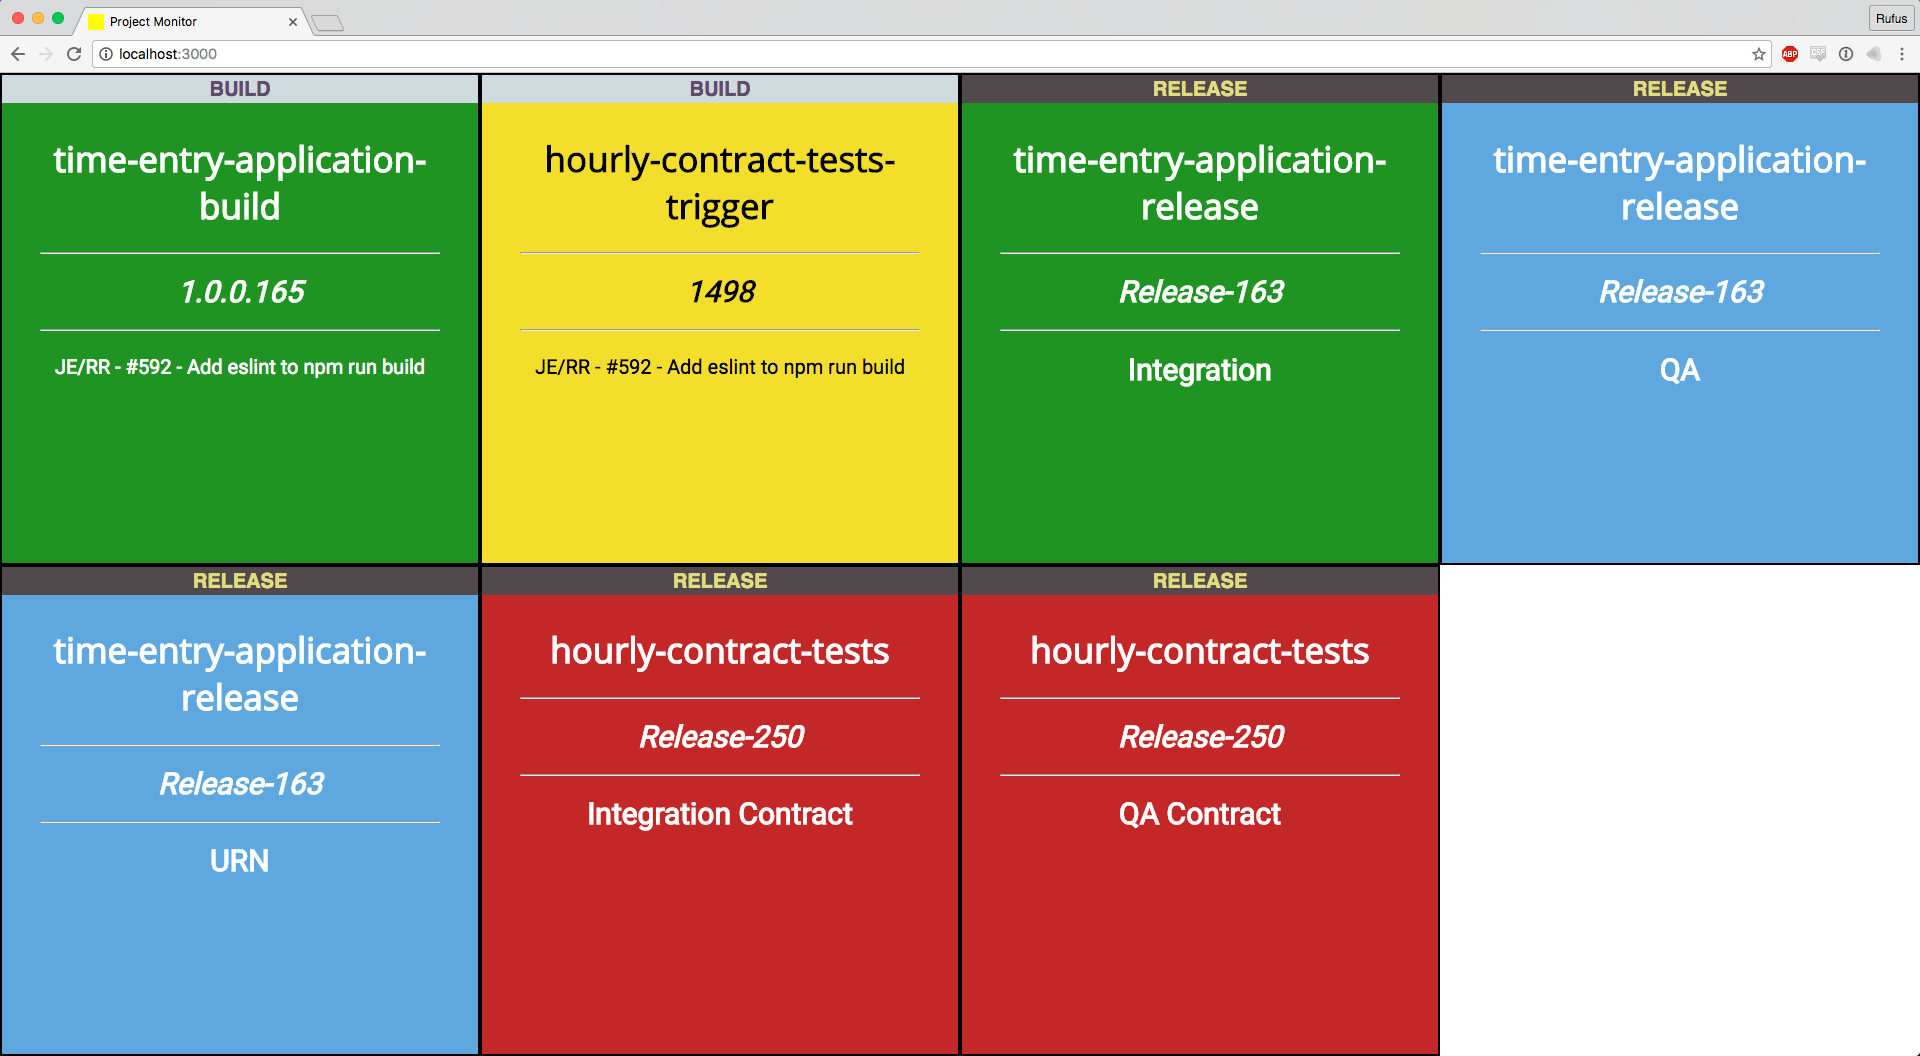 Project Monitor
Rufus
localhost:3000
ABP
BUILD
time-entry-application-
build
1.0.0.165
JE/RR - #592 - Add eslint to npm run build
BUILD
hourly-contract-tests-
trigger
1498
JE/RR - #592 - Add eslint to npm run build
RELEASE
time-entry-application-
release
Release-163
Integration
RELEASE
time-entry-application-
release
Release-163
QA
RELEASE
time-entry-application-
release
Release-163
URN
RELEASE
hourly-contract-tests
Release-250
Integration Contract
RELEASE
hourly-contract-tests
Release-250
QA Contract